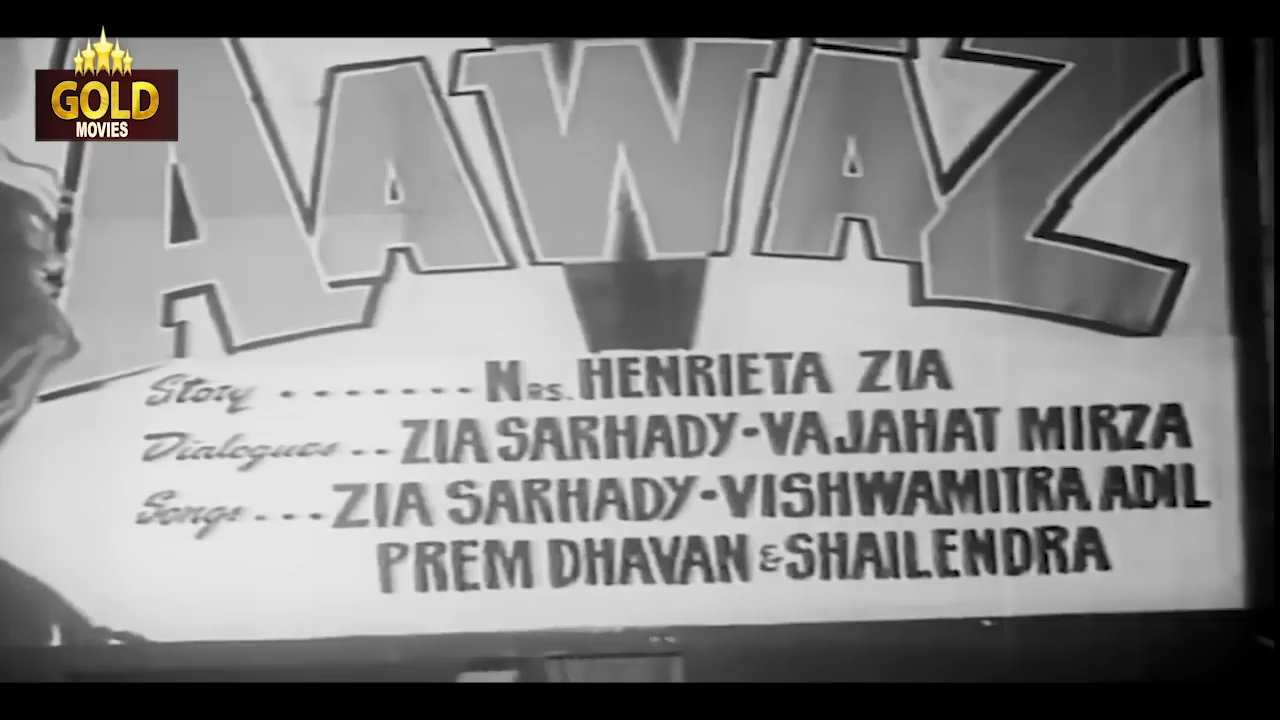 GOLD
MOVIES
AAWAZ
Story ........ Mrs. HENRIETA ZIA
Dialogues .. ZIA SARHADY-VAJAHAT MIRZA
Songs .... ZIA SARHADY-VISHWAMITRA ADIL
PREM DHAVAN & SHAILENDRA